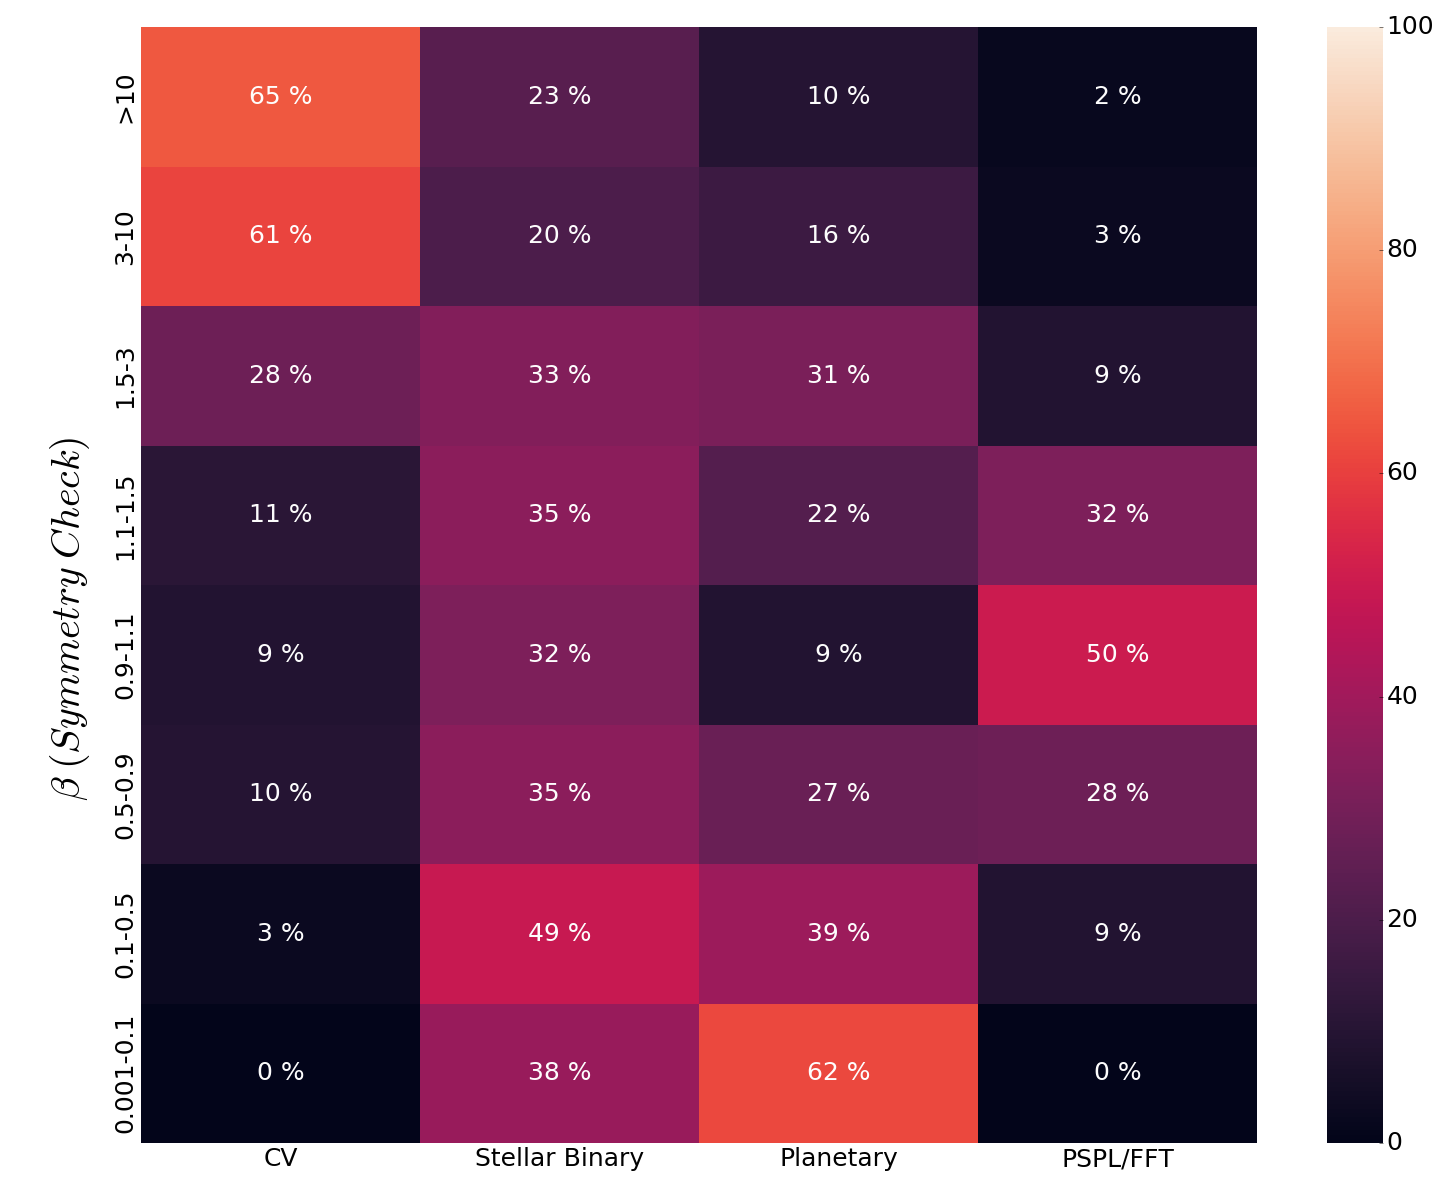 β (Symmetry Check)
>10
65 % 23 % 10 % 2 %
3-10
61 % 20 % 16 % 3 %
1.5-3
28 % 33 % 31 % 9 %
1.1-1.5
11 % 35 % 22 % 32 %
0.9-1.1
9 % 32 % 9 % 50 %
0.5-0.9
10 % 35 % 27 % 28 %
0.1-0.5
3 % 49 % 39 % 9 %
0.001-0.1
0 % 38 % 62 % 0 %
CV Stellar Binary Planetary PSPL/FFT
100
80
60
40
20
0